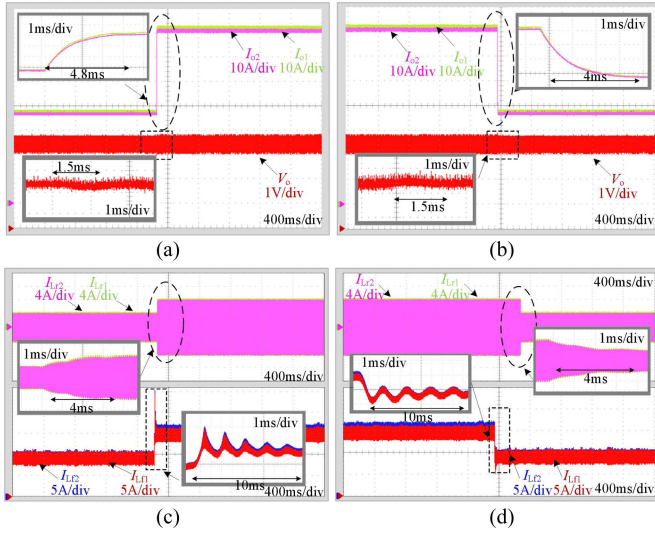 1ms/div
4.8ms
Io2 Io1
10A/div 10A/div
1.5ms
1ms/div
Vo
1V/div
400ms/div
(a)
Io2 Io1
10A/div 10A/div
1ms/div
4ms
1ms/div
1.5ms
Vo
1V/div
400ms/div
(b)
ILr2 ILr1
4A/div 4A/div
1ms/div
4ms
400ms/div
1ms/div
10ms
ILf2 ILf1
5A/div 5A/div
400ms/div
(c)
ILr2 ILr1
4A/div 4A/div
400ms/div
1ms/div
4ms
1ms/div
10ms
ILf2 ILf1
5A/div 5A/div
400ms/div
(d)